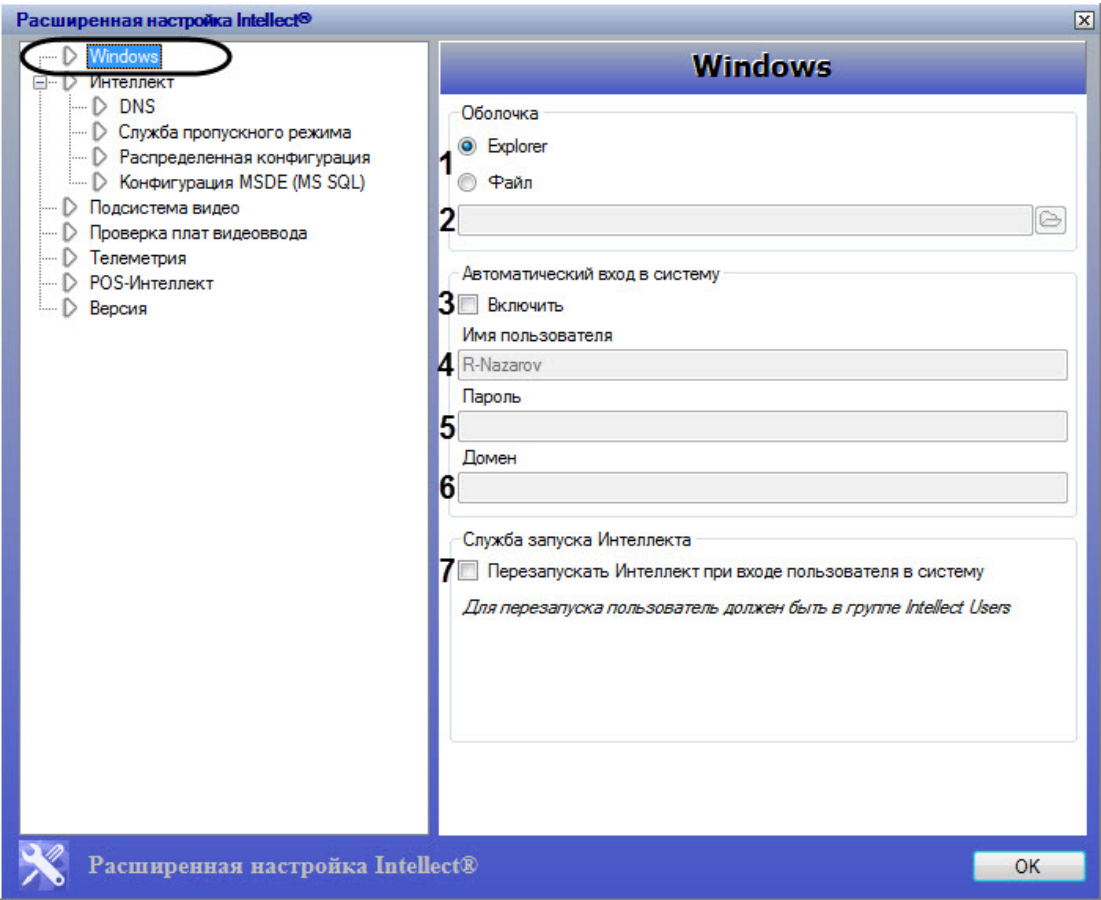 Расширенная настройка Intellect®
Windows
Интеллект
DNS
Служба пропускного режима
Распределенная конфигурация
Конфигурация MSDE (MS SQL)
Подсистема видео
Проверка плат видеоввода
Телеметрия
POS-Интеллект
Версия
Windows
Оболочка
1 Explorer
Файл
2
Автоматический вход в систему
3 Включить
Имя пользователя
4 R-Nazarov
Пароль
5
Домен
6
Служба запуска Интеллекта
7 Перезапускать Интеллект при входе пользователя в систему
Для перезапуска пользователь должен быть в группе Intellect Users
Расширенная настройка Intellect®
OK